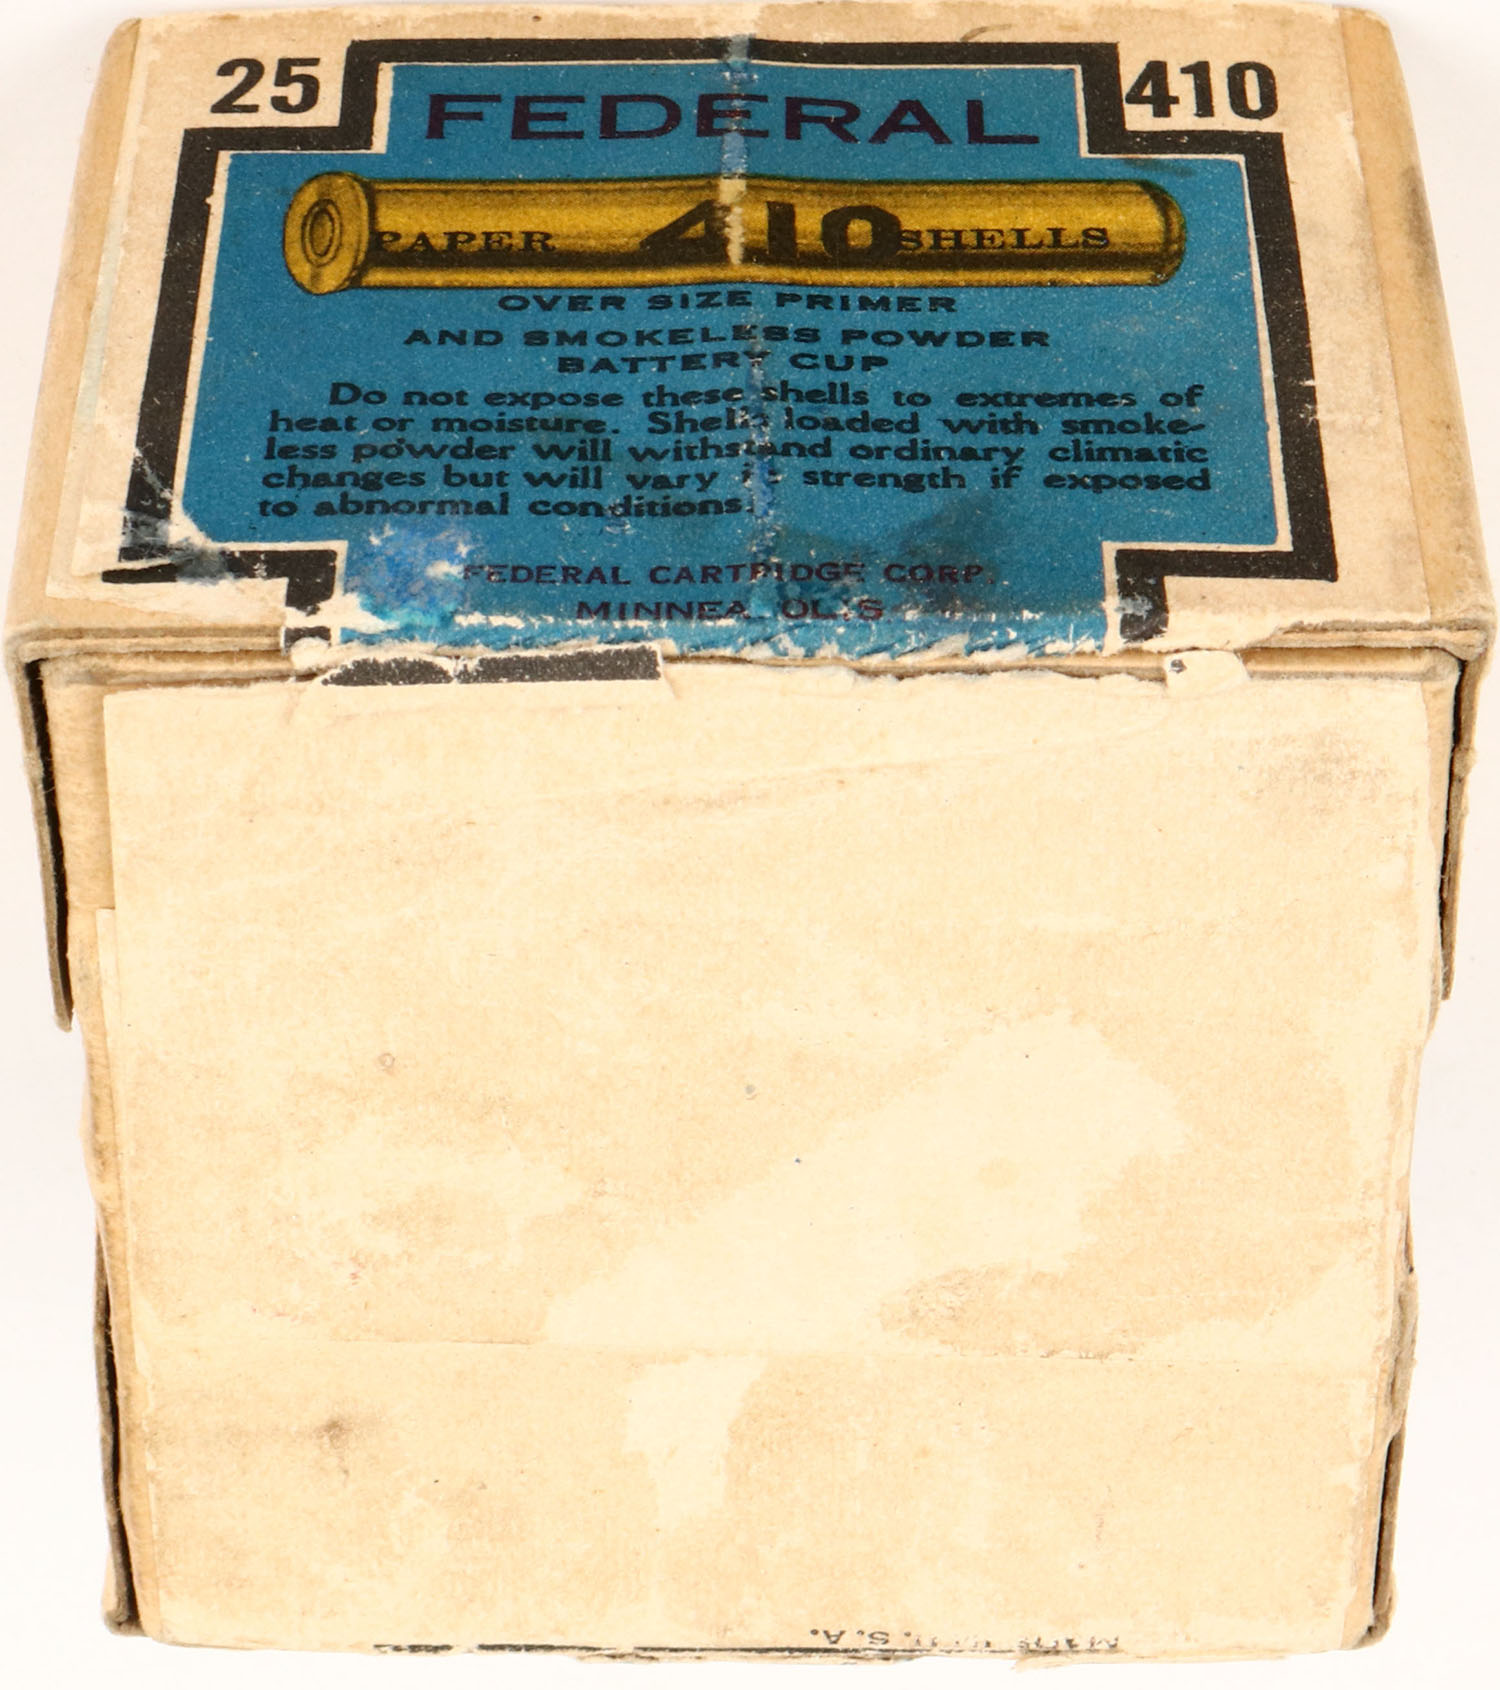 25 FEDERAL 410
PAPER 410 SHELLS
OVER SIZE PRIMER
AND SMOKELESS POWDER
BATTERY CUP
Do not expose these shells to extremes of
heat or moisture. Shells loaded with smoke-
less powder will withstand ordinary climatic
changes but will vary in strength if exposed
to abnormal conditions.
FEDERAL CARTRIDGE CORP.
MINNEAPOLIS
MADE IN U.S.A.